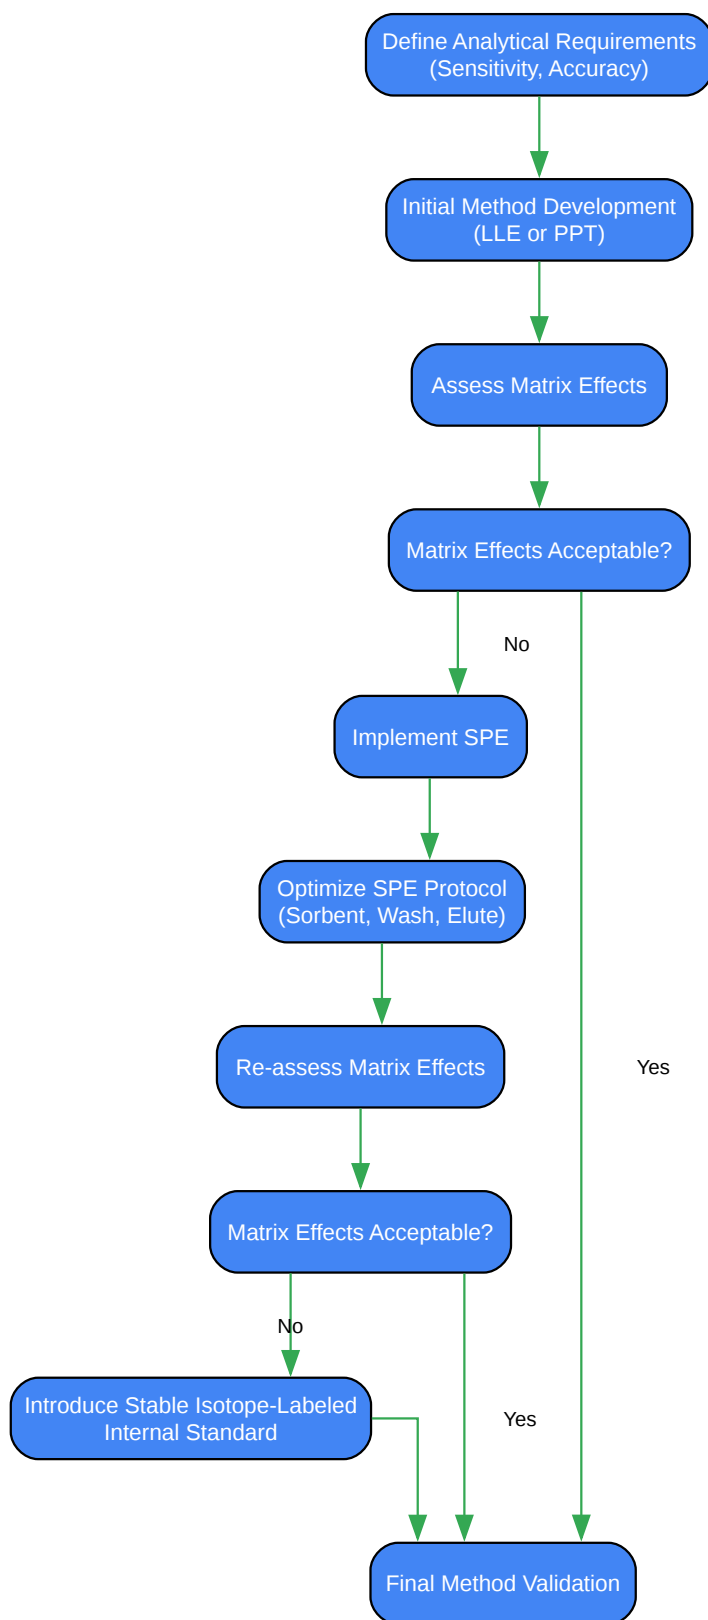 Define Analytical Requirements
(Sensitivity, Accuracy)
Initial Method Development
(LLE or PPT)
Assess Matrix Effects
Matrix Effects Acceptable?
No
Implement SPE
Optimize SPE Protocol
(Sorbent, Wash, Elute)
Re-assess Matrix Effects
Yes
Matrix Effects Acceptable?
No
Introduce Stable Isotope-Labeled
Internal Standard
Yes
Final Method Validation